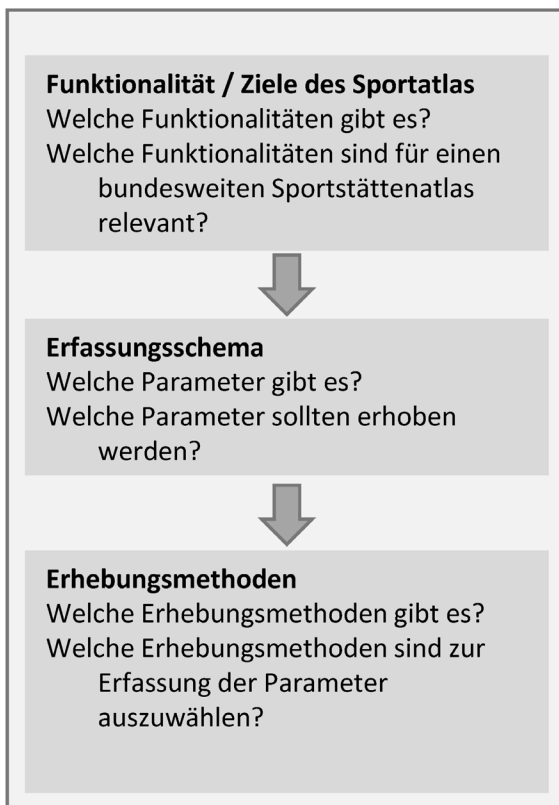 Funktionalität / Ziele des Sportatlas
Welche Funktionalitäten gibt es?
Welche Funktionalitäten sind für einen
bundesweiten Sportstättenatlas
relevant?
Erfassungsschema
Welche Parameter gibt es?
Welche Parameter sollten erhoben
werden?
Erhebungsmethoden
Welche Erhebungsmethoden gibt es?
Welche Erhebungsmethoden sind zur
Erfassung der Parameter
auszuwählen?